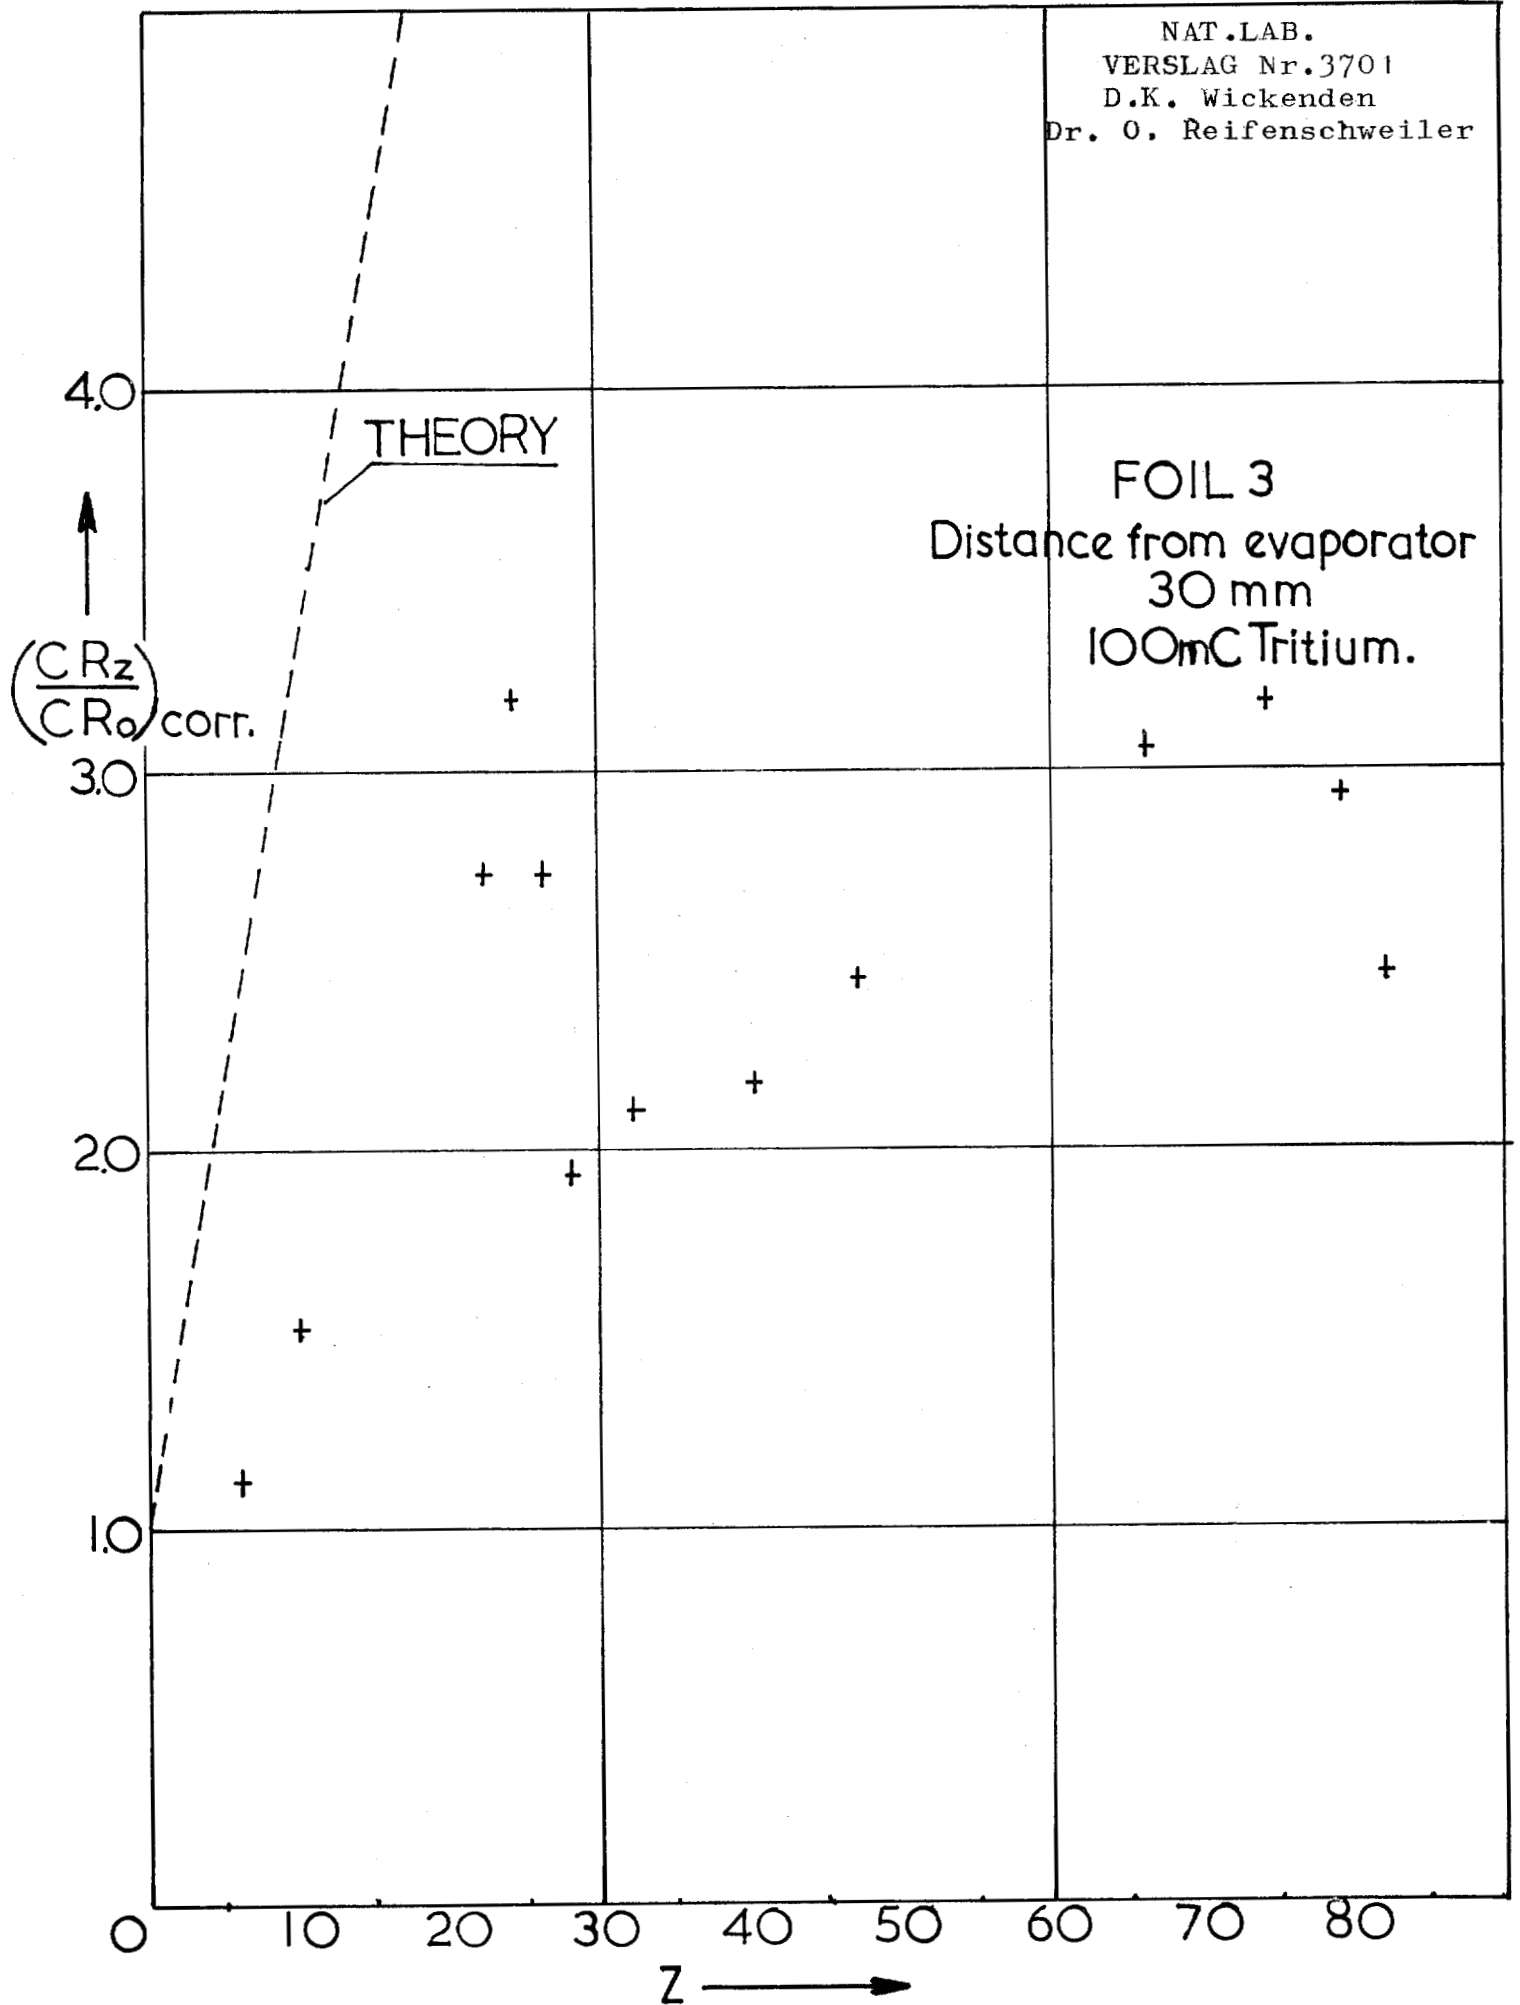 NAT.LAB.
VERSLAG Nr.3701
D.K. Wickenden
Dr. O. Reifenschweiler
4.0
THEORY
FOIL 3
Distance from evaporator
30 mm
100mC Tritium.
(CRz
CRo) corr.
3.0
2.0
1.0
0 10 20 30 40 50 60 70 80
Z